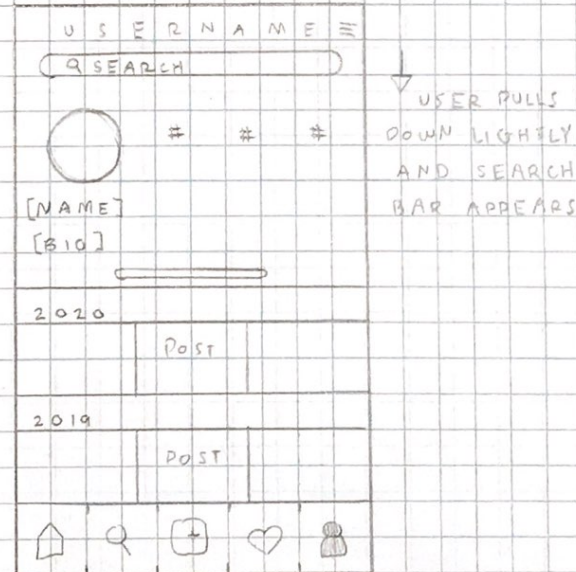 USERNAME
SEARCH
# # #
[NAME]
[BIO]
2020
POST
2019
POST
USER PULLS
DOWN LIGHTLY
AND SEARCH
BAR APPEARS